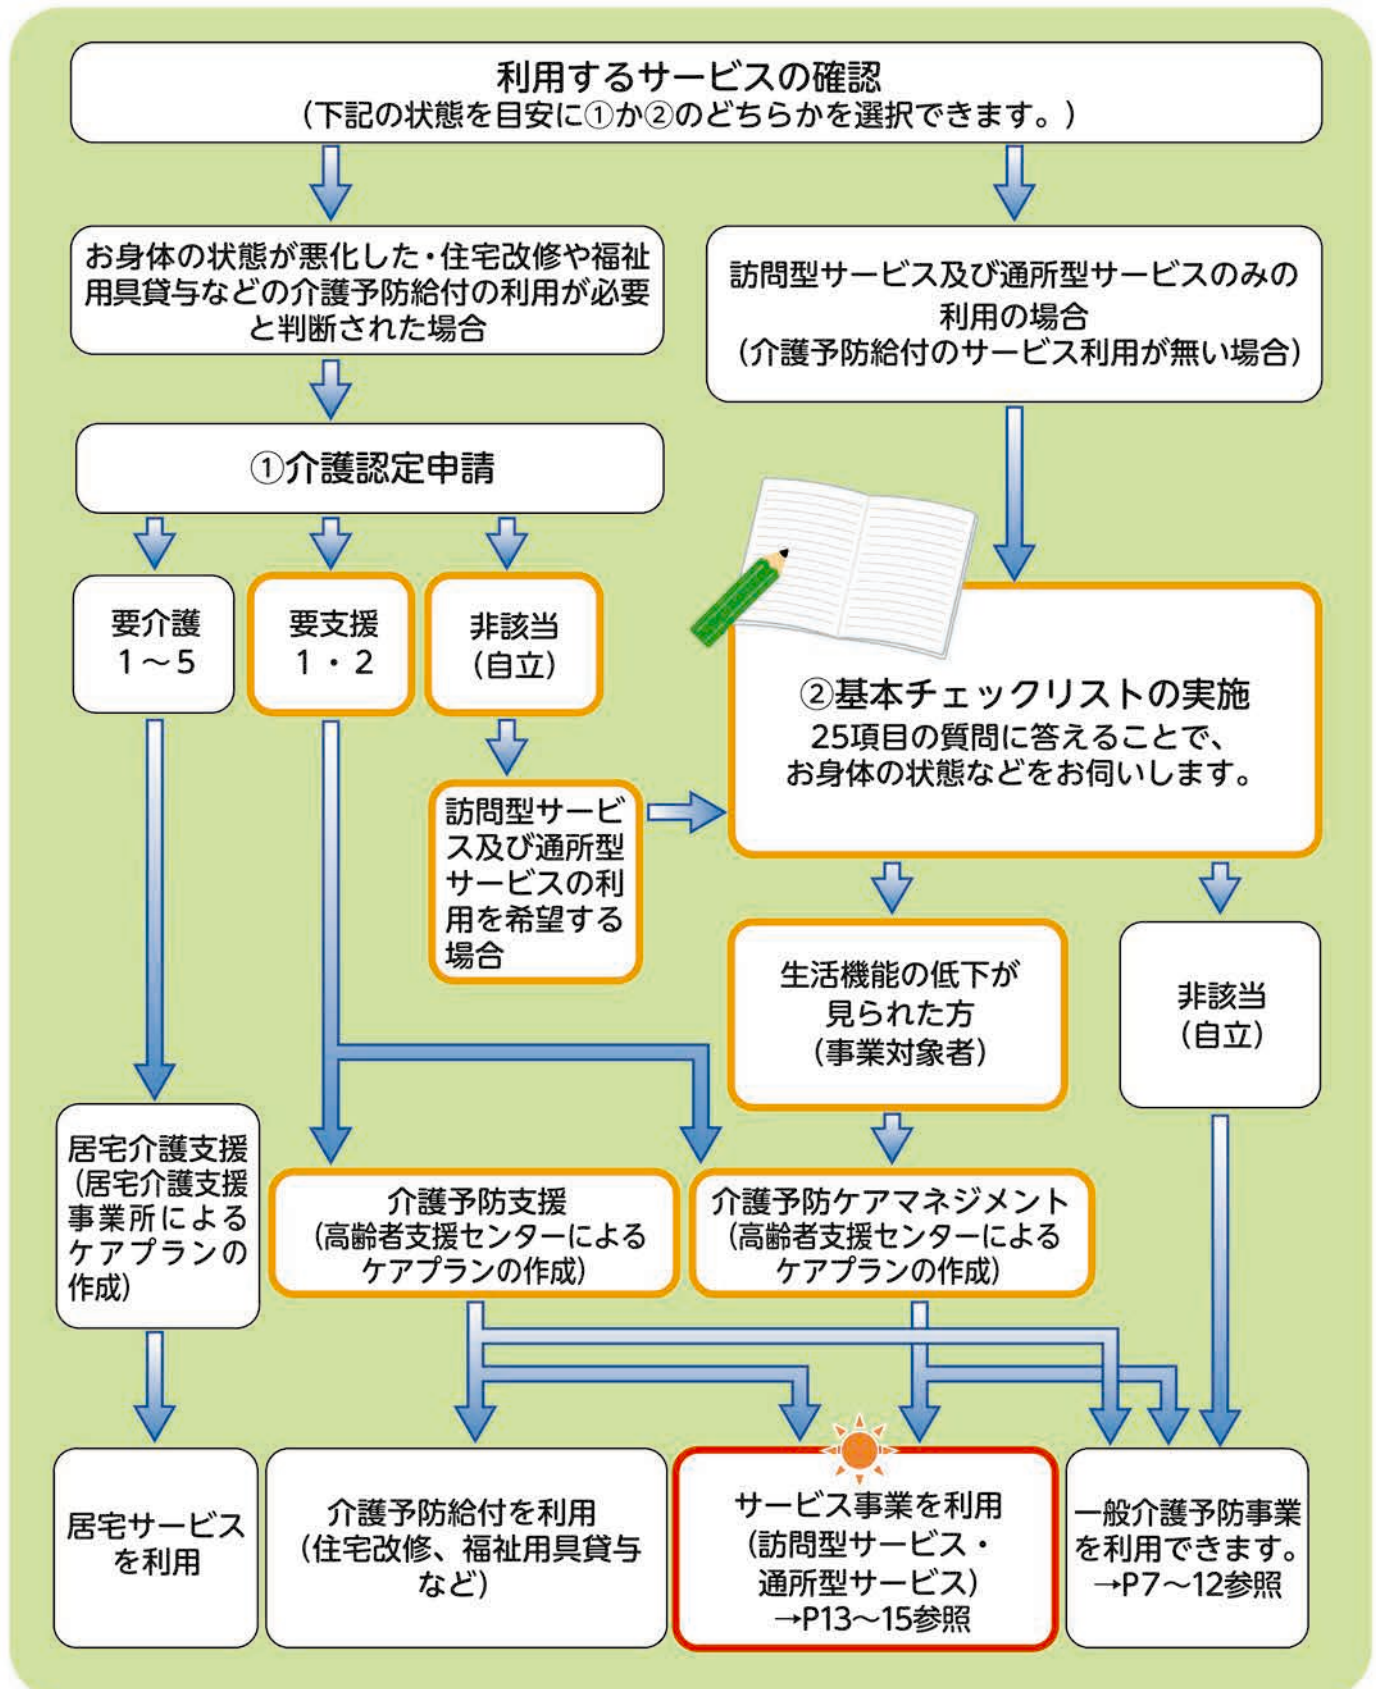 利用するサービスの確認
（下記の状態を目安に①か②のどちらかを選択できます。）
お身体の状態が悪化した・住宅改修や福祉
用具貸与などの介護予防給付の利用が必要
と判断された場合
訪問型サービス及び通所型サービスのみの
利用の場合
（介護予防給付のサービス利用が無い場合）
①介護認定申請
要介護
1～5
要支援
1・2
非該当
（自立）
②基本チェックリストの実施
25項目の質問に答えることで、
お身体の状態などをお伺いします。
訪問型サービ
ス及び通所型
サービスの利
用を希望する
場合
生活機能の低下が
見られた方
（事業対象者）
非該当
（自立）
居宅介護支援
（居宅介護支援
事業所による
ケアプランの
作成）
介護予防支援
（高齢者支援センターによる
ケアプランの作成）
介護予防ケアマネジメント
（高齢者支援センターによる
ケアプランの作成）
居宅サービス
を利用
介護予防給付を利用
（住宅改修、福祉用具貸与
など）
サービス事業を利用
（訪問型サービス・
通所型サービス）
→P13～15参照
一般介護予防事業
を利用できます。
→P7～12参照